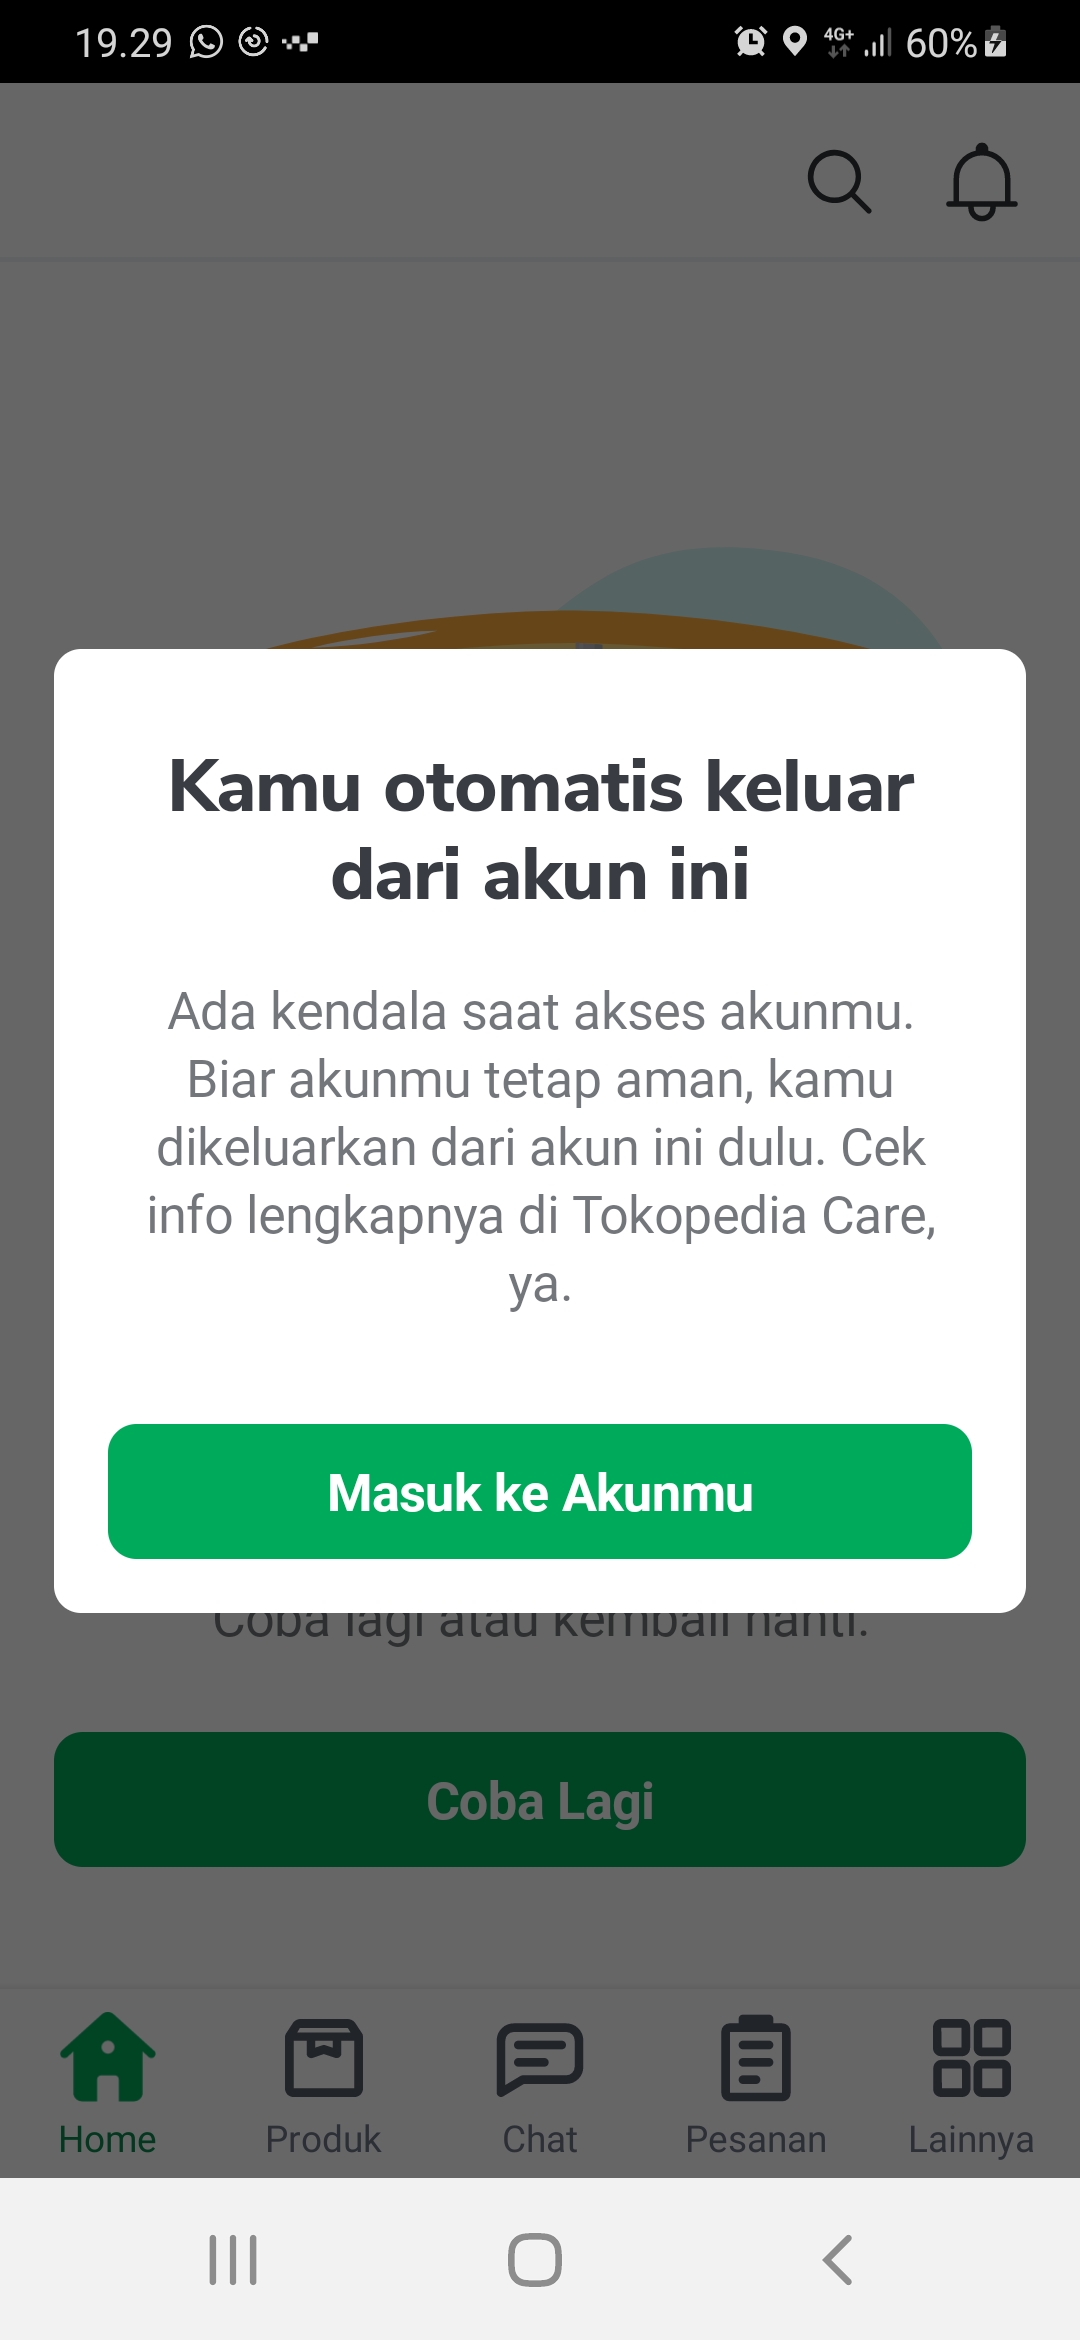 19.29
4G+
60%
Kamu otomatis keluar
dari akun ini
Ada kendala saat akses akunmu.
Biar akunmu tetap aman, kamu
dikeluarkan dari akun ini dulu. Cek
info lengkapnya di Tokopedia Care,
ya.
Masuk ke Akunmu
Coba lagi atau kembali nanti.
Coba Lagi
Home
Produk
Chat
Pesanan
Lainnya